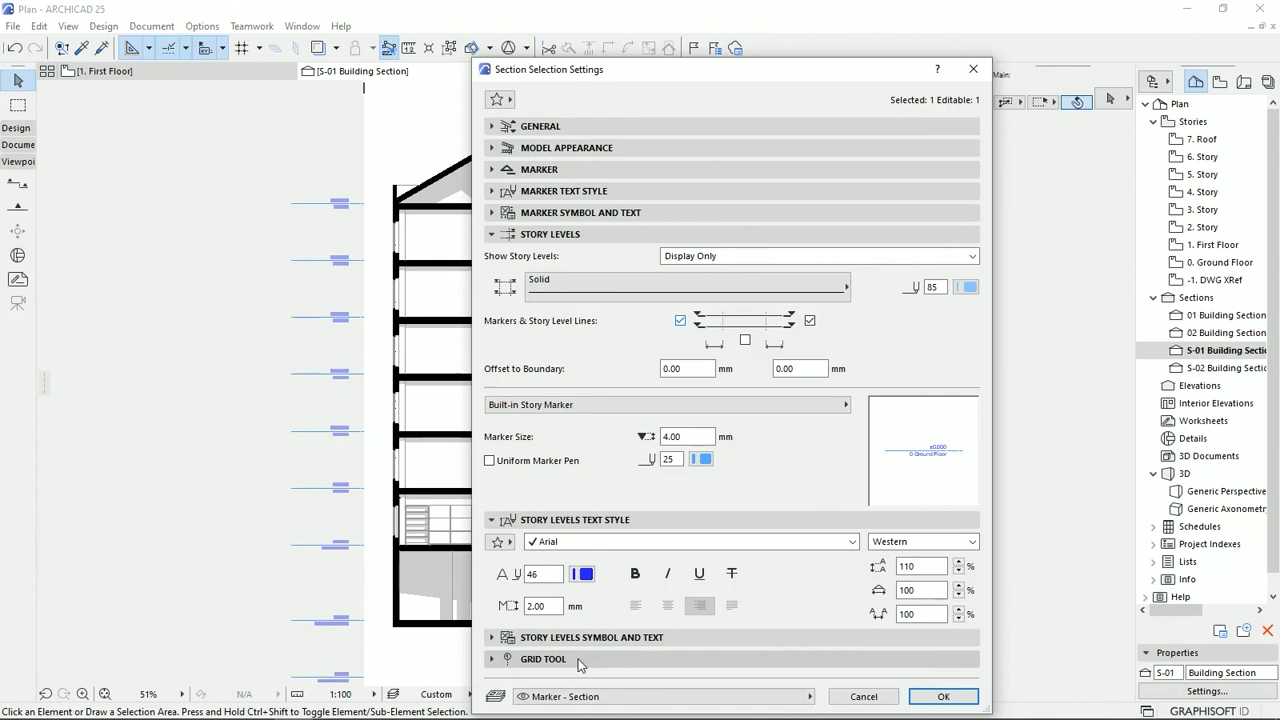 Plan - ARCHICAD 25
File Edit View Design Document Options Teamwork Window Help
[1. First Floor]
[S-01 Building Section]
Section Selection Settings
?
Main:
Selected: 1 Editable: 1
GENERAL
MODEL APPEARANCE
MARKER
MARKER TEXT STYLE
MARKER SYMBOL AND TEXT
STORY LEVELS
Show Story Levels: Display Only
Solid
85
Markers & Story Level Lines:
Offset to Boundary: 0.00 mm 0.00 mm
Built-in Story Marker
Marker Size: 4.00 mm
Uniform Marker Pen 25
±0.000
0 Ground Floor
STORY LEVELS TEXT STYLE
Arial Western
46 B I U T
110 %
100 %
2.00 mm
100 %
STORY LEVELS SYMBOL AND TEXT
GRID TOOL
Marker - Section Cancel OK
Design
Docume
Viewpoi
Plan
Stories
7. Roof
6. Story
5. Story
4. Story
3. Story
2. Story
1. First Floor
0. Ground Floor
-1. DWG XRef
Sections
01 Building Section
02 Building Section
S-01 Building Sectic
S-02 Building Sectic
Elevations
Interior Elevations
Worksheets
Details
3D Documents
3D
Generic Perspective
Generic Axonometr
Schedules
Project Indexes
Lists
Info
Help
Properties
S-01 Building Section
Settings...
51% N/A 1:100 Custom
Click an Element or Draw a Selection Area. Press and Hold Ctrl+Shift to Toggle Element/Sub-Element Selection.
GRAPHISOFT ID